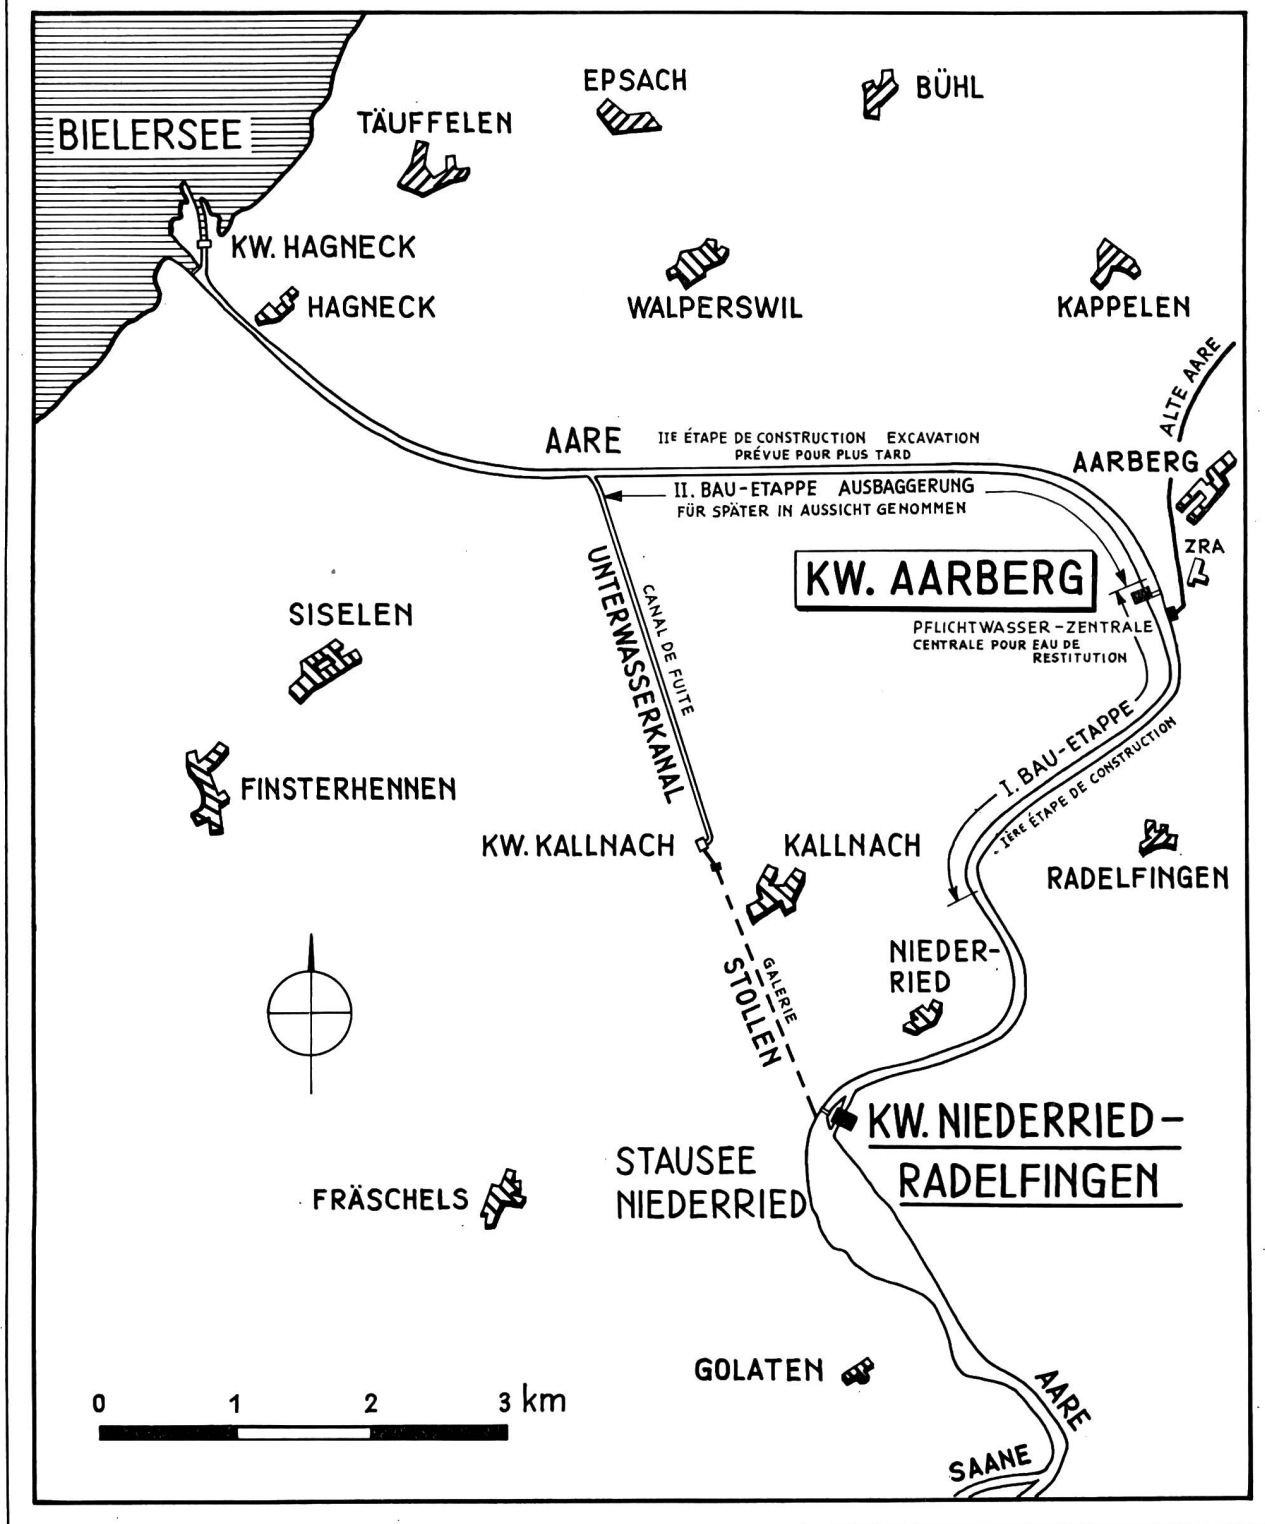 EPSACH
BÜHL
TÄUFFELEN
BIELERSEE
KW. HAGNECK
HAGNECK
WALPERSWIL
KAPPELEN
ALTE AARE
AARE
IIE ÉTAPE DE CONSTRUCTION EXCAVATION
PRÉVUE POUR PLUS TARD
AARBERG
II. BAU-ETAPPE AUSBAGGERUNG
FÜR SPÄTER IN AUSSICHT GENOMMEN
ZRA
KW. AARBERG
UNTERWASSERKANAL
CANAL DE FUITE
SISELEN
PFLICHTWASSER-ZENTRALE
CENTRALE POUR EAU DE
RESTITUTION
I. BAU-ETAPPE
IÈRE ÉTAPE DE CONSTRUCTION
FINSTERHENNEN
KW. KALLNACH
KALLNACH
RADELFINGEN
NIEDER-
RIED
STOLLEN
GALERIE
KW. NIEDERRIED-
RADELFINGEN
STAUSEE
NIEDERRIED
FRÄSCHELS
GOLATEN
AARE
SAANE
0 1 2 3 km